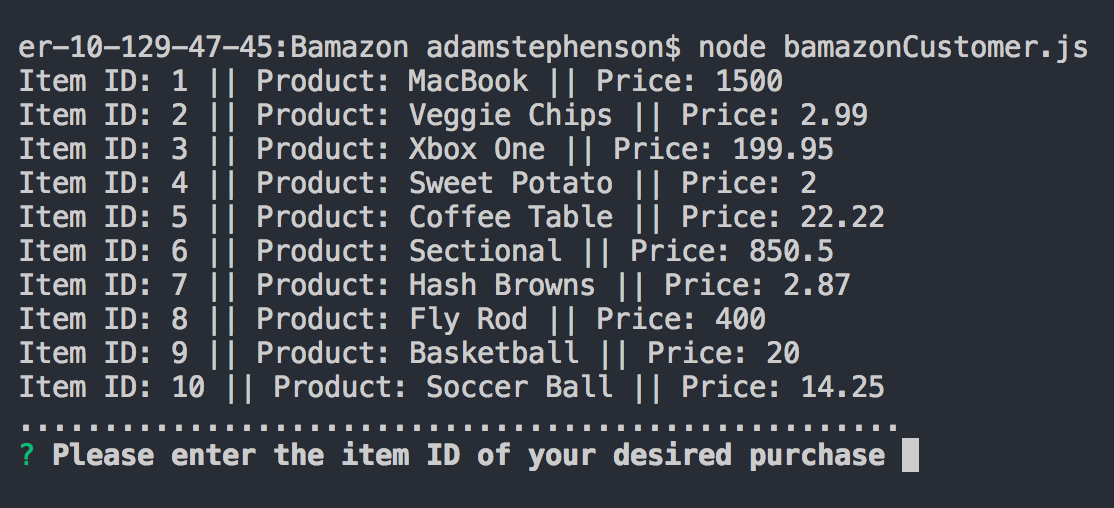 er-10-129-47-45:Bamazon adamstephenson$ node bamazonCustomer.js
Item ID: 1 || Product: MacBook || Price: 1500
Item ID: 2 || Product: Veggie Chips || Price: 2.99
Item ID: 3 || Product: Xbox One || Price: 199.95
Item ID: 4 || Product: Sweet Potato || Price: 2
Item ID: 5 || Product: Coffee Table || Price: 22.22
Item ID: 6 || Product: Sectional || Price: 850.5
Item ID: 7 || Product: Hash Browns || Price: 2.87
Item ID: 8 || Product: Fly Rod || Price: 400
Item ID: 9 || Product: Basketball || Price: 20
Item ID: 10 || Product: Soccer Ball || Price: 14.25
....................................................
? Please enter the item ID of your desired purchase